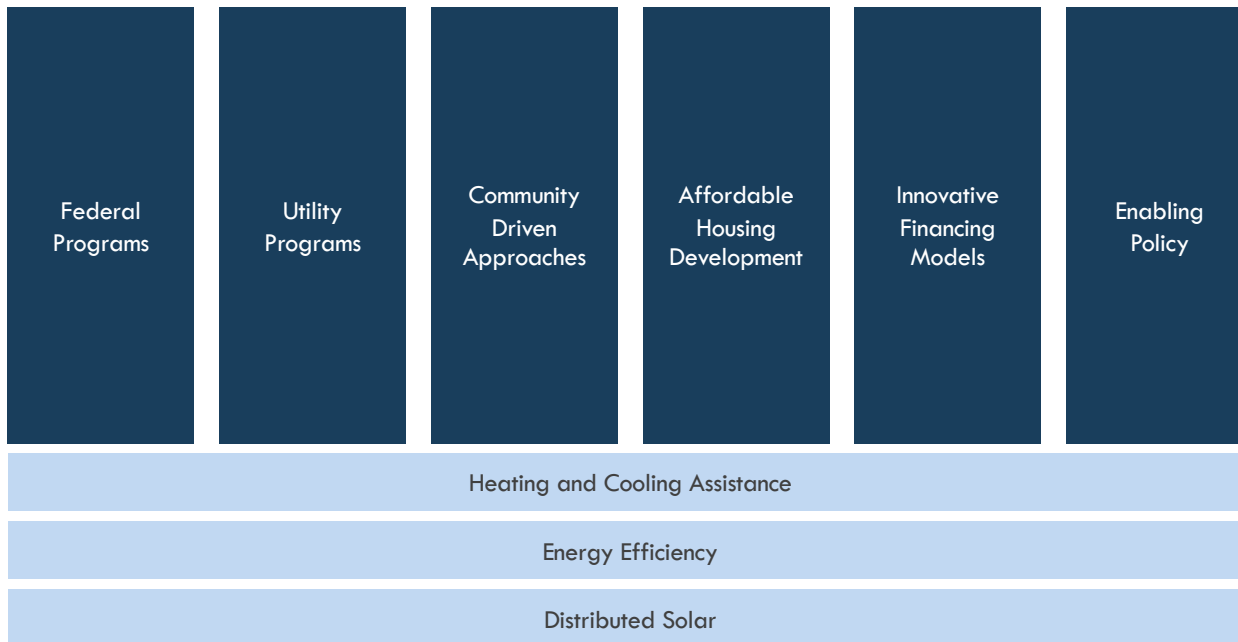 Federal
Programs
Utility
Programs
Community
Driven
Approaches
Affordable
Housing
Development
Innovative
Financing
Models
Enabling
Policy
Heating and Cooling Assistance
Energy Efficiency
Distributed Solar